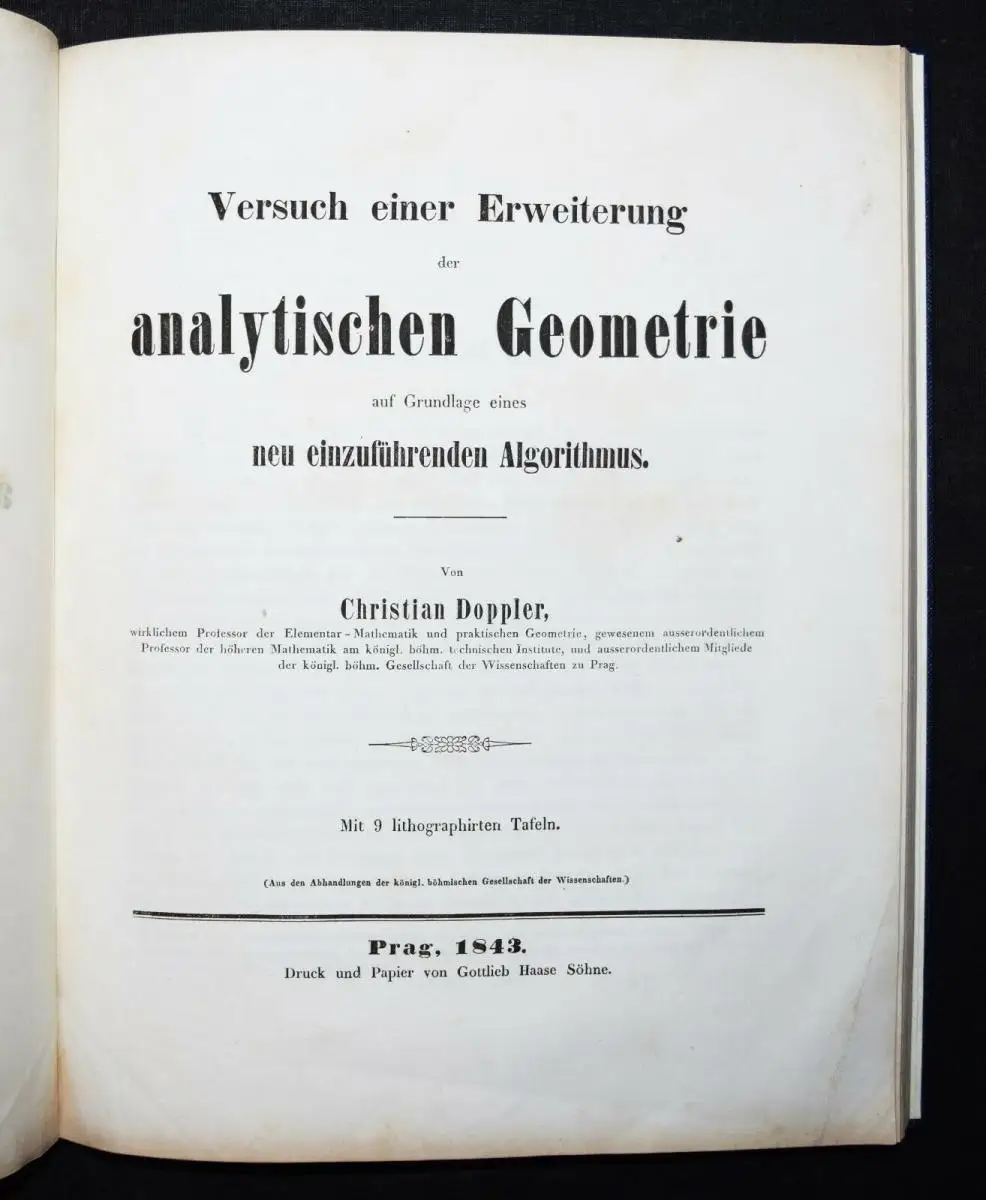 Versuch einer Erweiterung
der
analytischen Geometrie
auf Grundlage eines
neu einzuführenden Algorithmus.
Von
Christian Doppler,
wirklichem Professor der Elementar-Mathematik und praktischen Geometrie, gewesenem ausserordentlichem
Professor der höheren Mathematik am königl. böhm. technischen Institute, und ausserordentlichem Mitgliede
der königl. böhm. Gesellschaft der Wissenschaften zu Prag.
Mit 9 lithographirten Tafeln.
(Aus den Abhandlungen der königl. böhmischen Gesellschaft der Wissenschaften.)
Prag, 1843.
Druck und Papier von Gottlieb Haase Söhne.